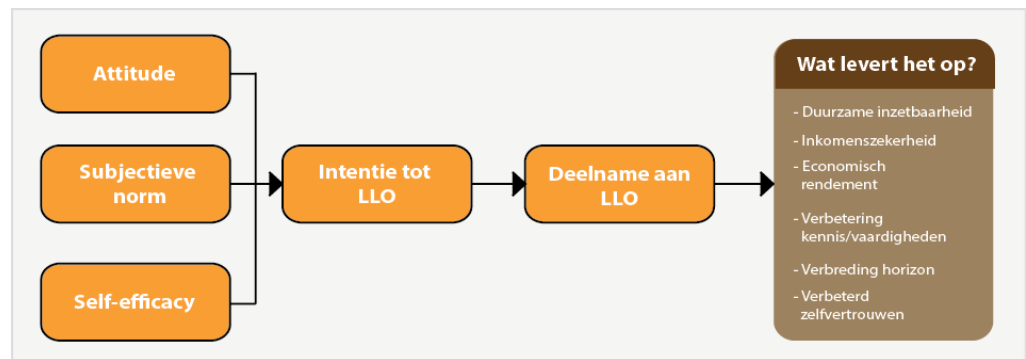 Attitude
Subjectieve
norm
Self-efficacy
Intentie tot
LLO
Deelname aan
LLO
Wat levert het op?
- Duurzame inzetbaarheid
- Inkomenszekerheid
- Economisch
rendement
- Verbetering
kennis/vaardigheden
- Verbreding horizon
- Verbeterd
zelfvertrouwen